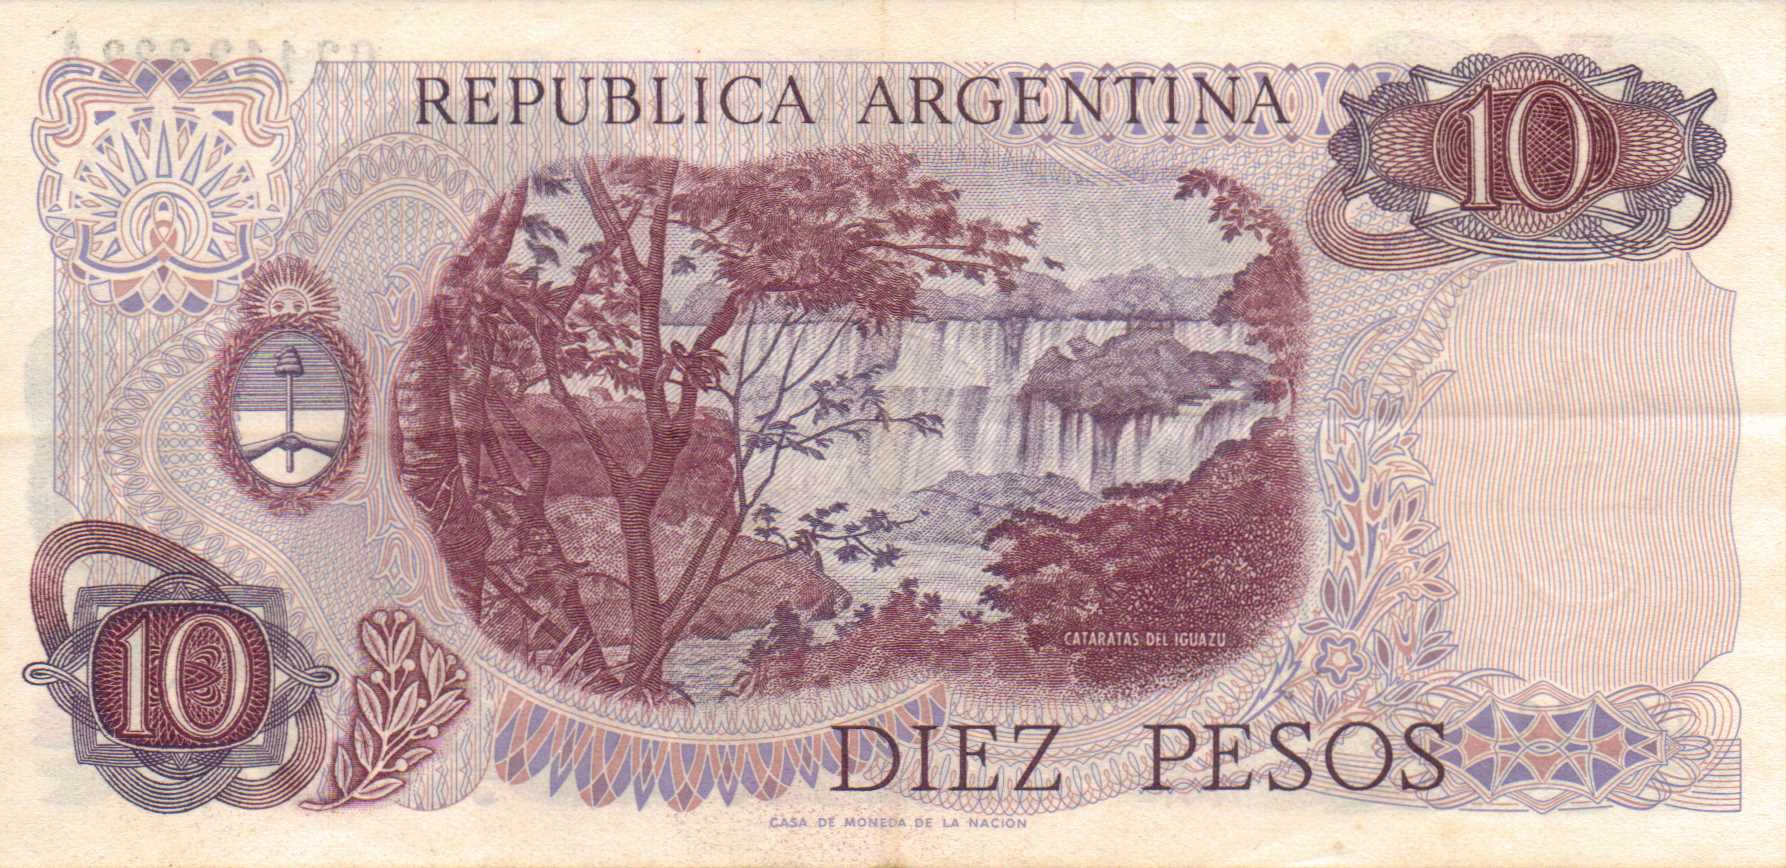 REPUBLICA ARGENTINA
10
10
CATARATAS DEL IGUAZU
DIEZ PESOS
CASA DE MONEDA DE LA NACION